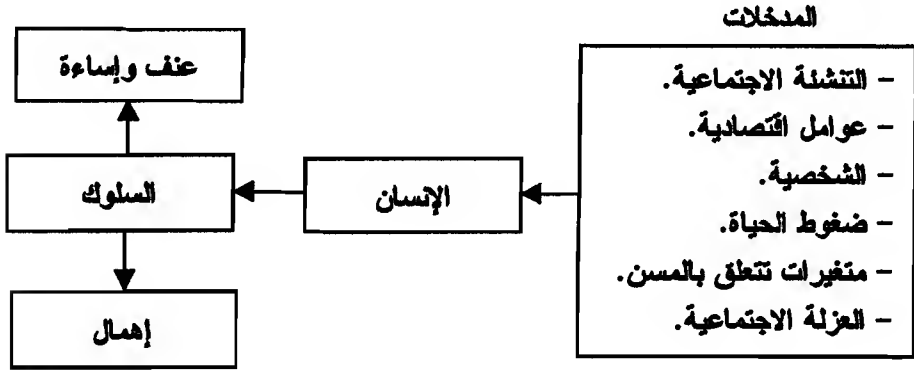 المدخلات
– التنشئة الاجتماعية.
– عوامل اقتصادية.
– الشخصية.
– ضغوط الحياة.
– متغيرات تتعلق بالمسن.
– العزلة الاجتماعية.
الإنسان
السلوك
عنف وإساءة
إهمال